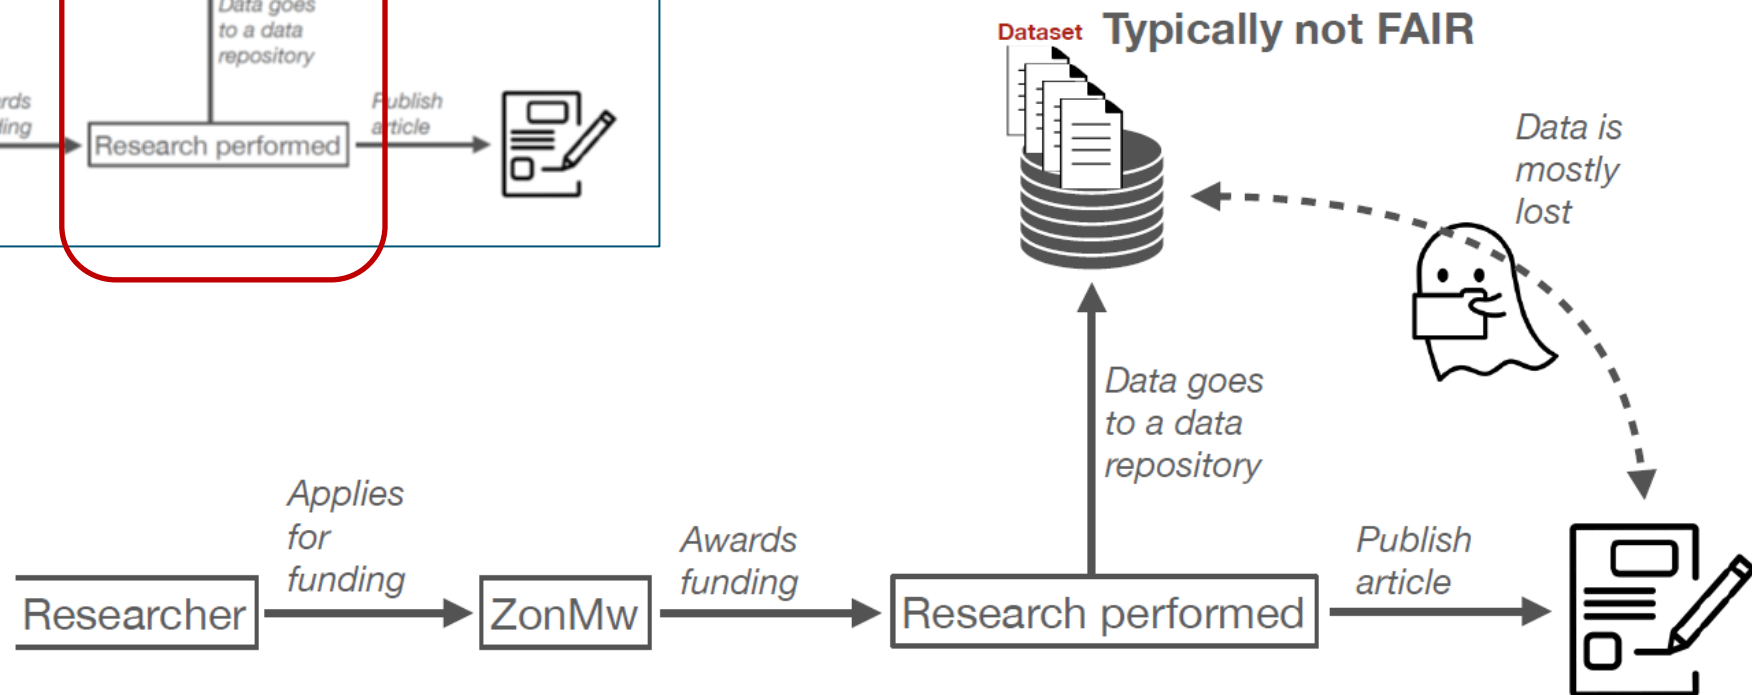 Data goes
to a data
repository
Publish
article
Research performed
Dataset
Typically not FAIR
Data is
mostly
lost
Data goes
to a data
repository
Applies
for
funding
Awards
funding
Publish
article
Researcher
ZonMw
Research performed